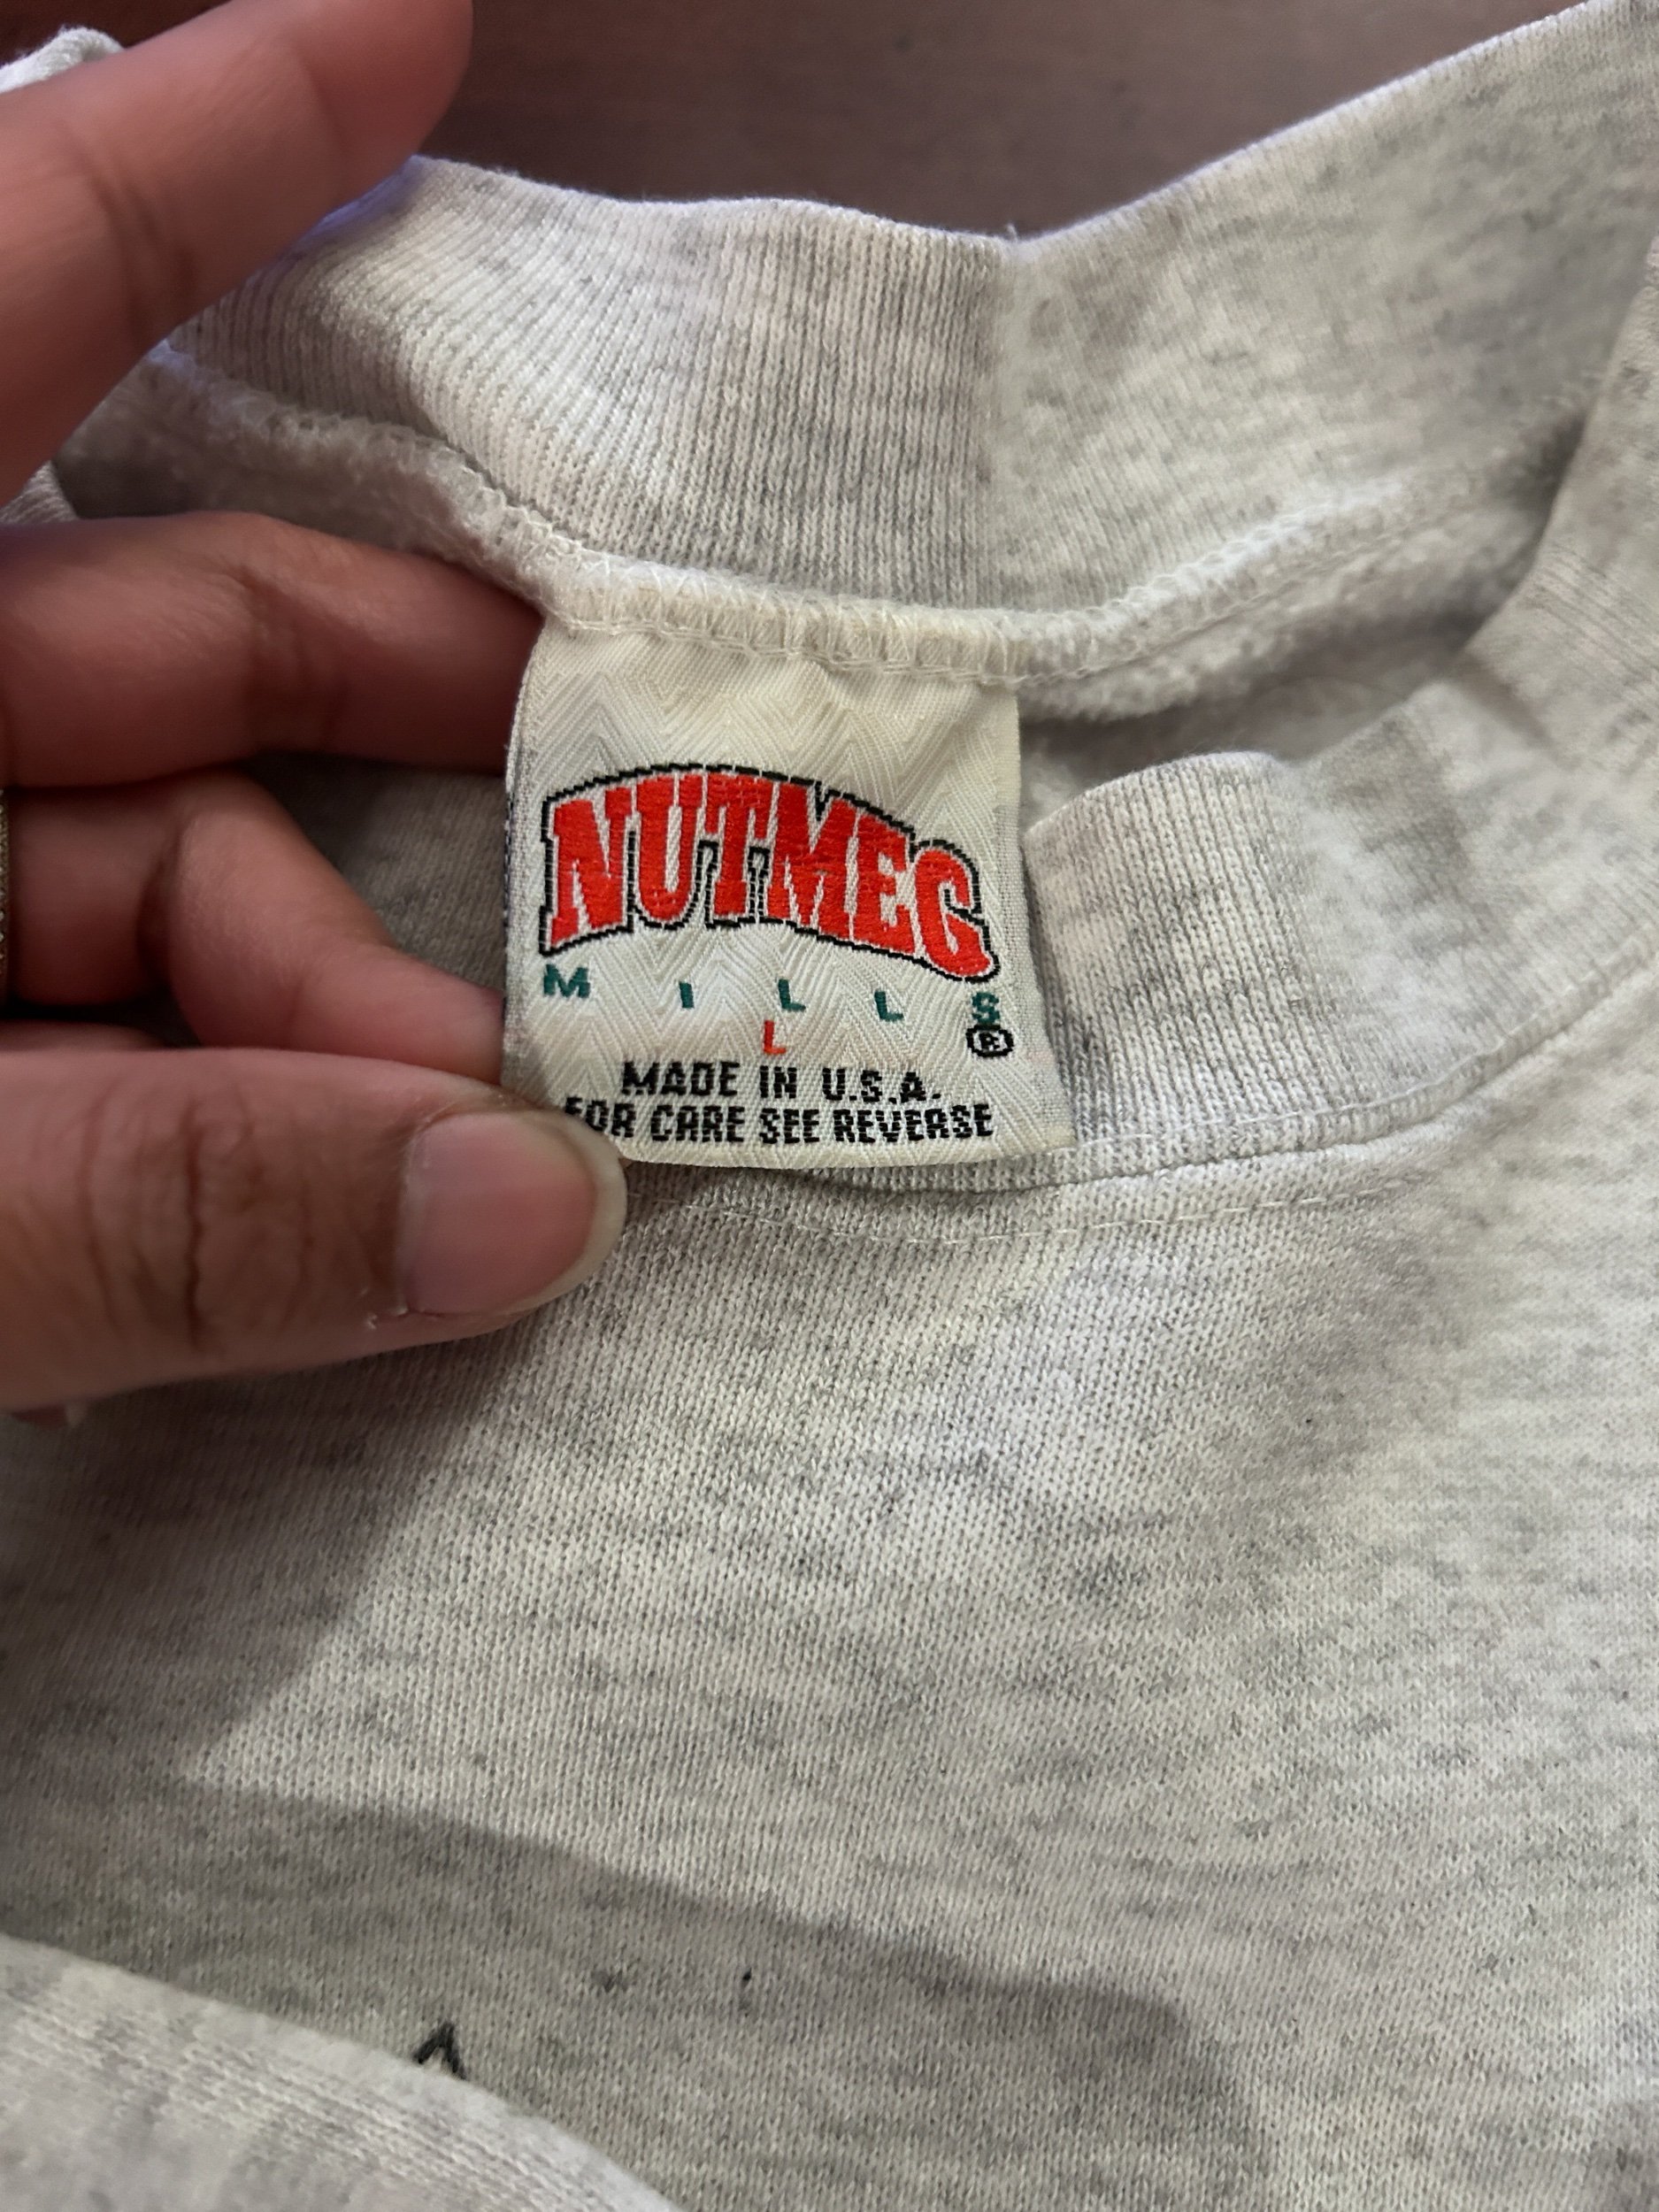 NUTMEG
MILLS
®
L
MADE IN U.S.A.
FOR CARE SEE REVERSE